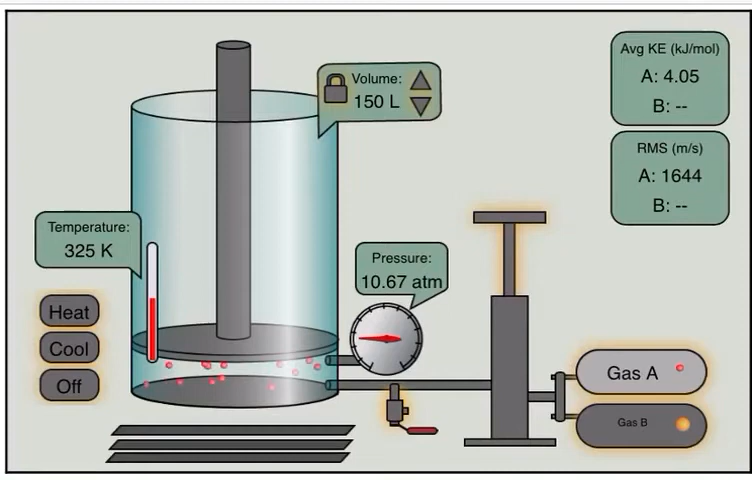 Avg KE (kJ/mol)
A: 4.05
B: --
RMS (m/s)
A: 1644
B: --
Volume:
150 L
Temperature:
325 K
Pressure:
10.67 atm
Heat
Cool
Off
Gas A
Gas B